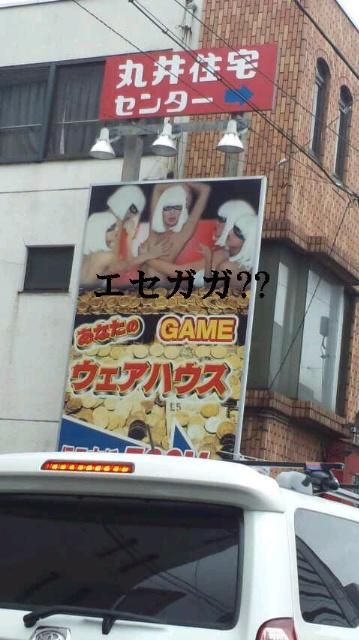 丸井住宅
センター
エセガガ??
あなたの GAME
ウェアハウス